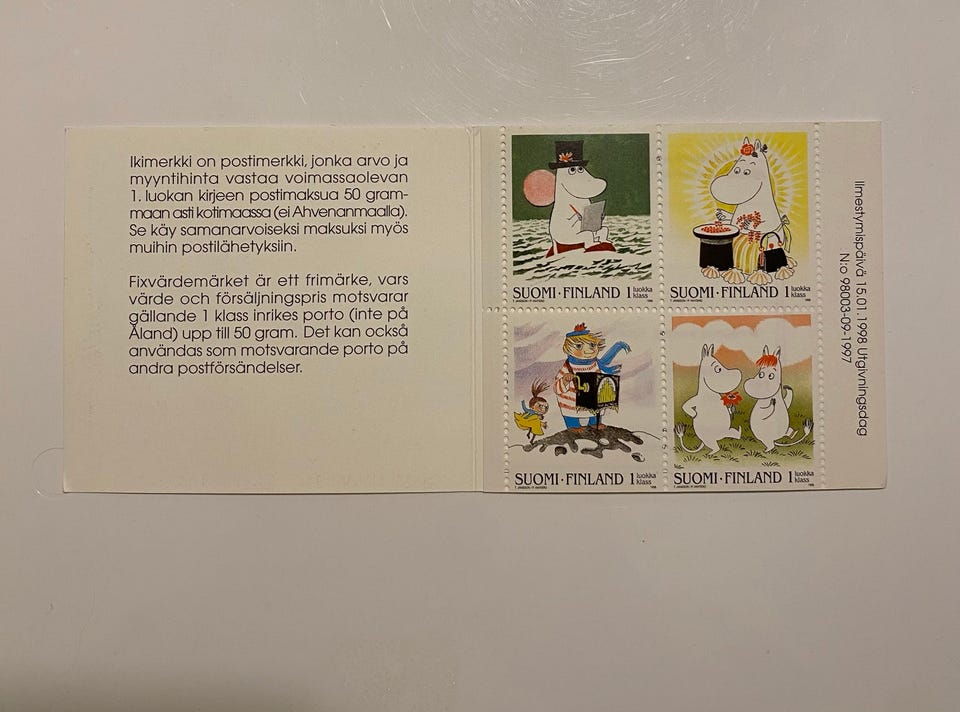 Ikimerkki on postimerkki, jonka arvo ja
myyntihinta vastaa voimassaolevan
1. luokan kirjeen postimaksua 50 gram-
maan asti kotimaassa (ei Ahvenanmaalla).
Se käy samanarvoiseksi maksuksi myös
muihin postilähetyksiin.
Fixvärdemärket är ett frimärke, vars
värde och försäljningspris motsvarar
gällande 1 klass inrikes porto (inte på
Åland) upp till 50 gram. Det kan också
användas som motsvarande porto på
andra postförsändelser.
SUOMI·FINLAND 1 luokka
klass
SUOMI·FINLAND 1 luokka
klass
SUOMI·FINLAND 1 luokka
klass
SUOMI·FINLAND 1 luokka
klass
Ilmestymispäivä 15.01.1998 Utgivningsdag
N:o 98003-09-1997